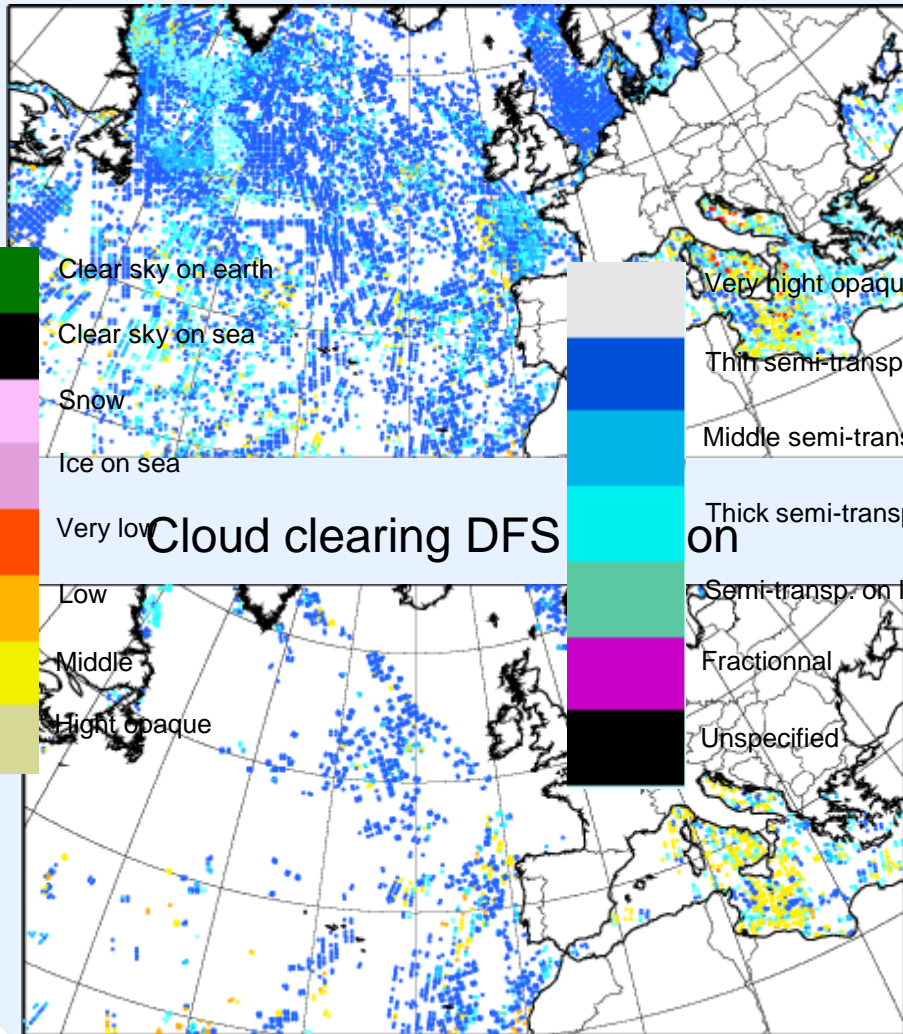 Clear sky on earth
Clear sky on sea
Snow
Ice on sea
Very low
Low
Middle
Hight opaque
Cloud clearing DFS on
Very hight opaqu
Thin semi-transp
Middle semi-trans
Thick semi-transp
Semi-transp. on
Fractionnal
Unspecified